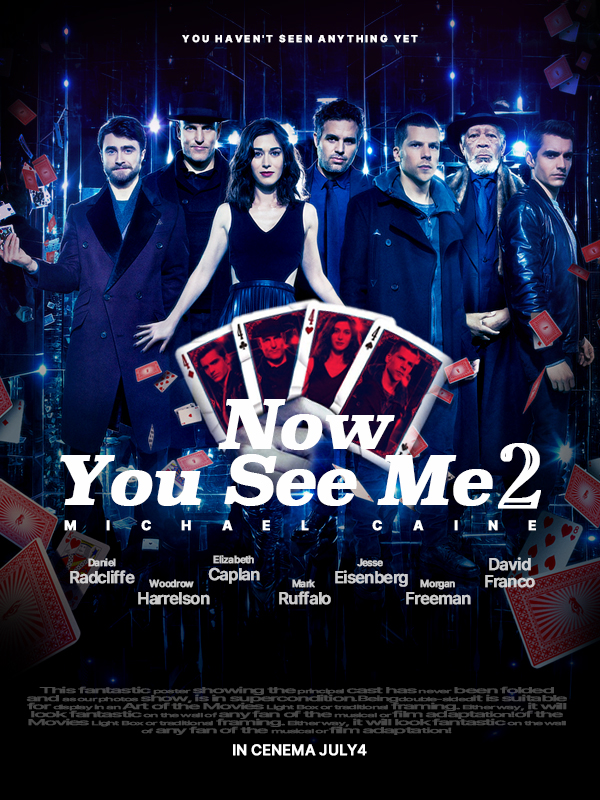 YOU HAVEN'T SEEN ANYTHING YET
Now
You See Me 2
MICHAEL CAINE
Daniel Radcliffe
Woodrow Harrelson
Elizabeth Caplan
Mark Ruffalo
Jesse Eisenberg
Morgan Freeman
David Franco
This fantastic poster showing the principal cast has never been folded
and as our photos show, is in supercondition.Being double-sidedit is suitable
for display in an Art of the Movies Light Box or traditional framing. Either way, it will
look fantastic on the wall of any fan of the musical or film adaptation!of the
Movies Light Box or traditional framing. Either way, it will look fantastic on the wall
of any fan of the musical or film adaptation!
IN CENEMA JULY4